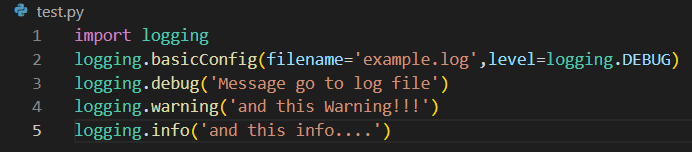 test.py
1 import logging
2 logging.basicConfig(filename='example.log',level=logging.DEBUG)
3 logging.debug('Message go to log file')
4 logging.warning('and this Warning!!!')
5 logging.info('and this info....')